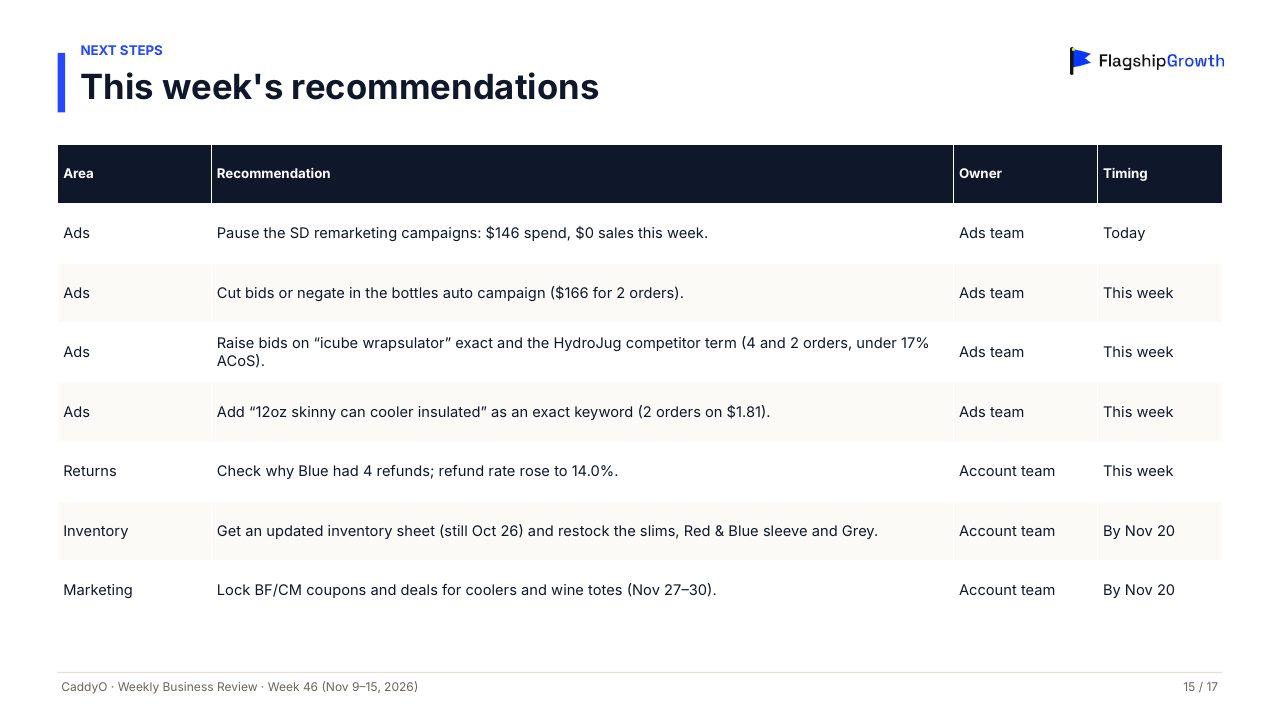 NEXT STEPS
This week's recommendations
FlagshipGrowth
Area Recommendation Owner Timing
Ads Pause the SD remarketing campaigns: $146 spend, $0 sales this week. Ads team Today
Ads Cut bids or negate in the bottles auto campaign ($166 for 2 orders). Ads team This week
Ads Raise bids on “icube wrapsulator” exact and the HydroJug competitor term (4 and 2 orders, under 17%
ACoS). Ads team This week
Ads Add “12oz skinny can cooler insulated” as an exact keyword (2 orders on $1.81). Ads team This week
Returns Check why Blue had 4 refunds; refund rate rose to 14.0%. Account team This week
Inventory Get an updated inventory sheet (still Oct 26) and restock the slims, Red & Blue sleeve and Grey. Account team By Nov 20
Marketing Lock BF/CM coupons and deals for coolers and wine totes (Nov 27–30). Account team By Nov 20
CaddyO · Weekly Business Review · Week 46 (Nov 9–15, 2026) 15 / 17